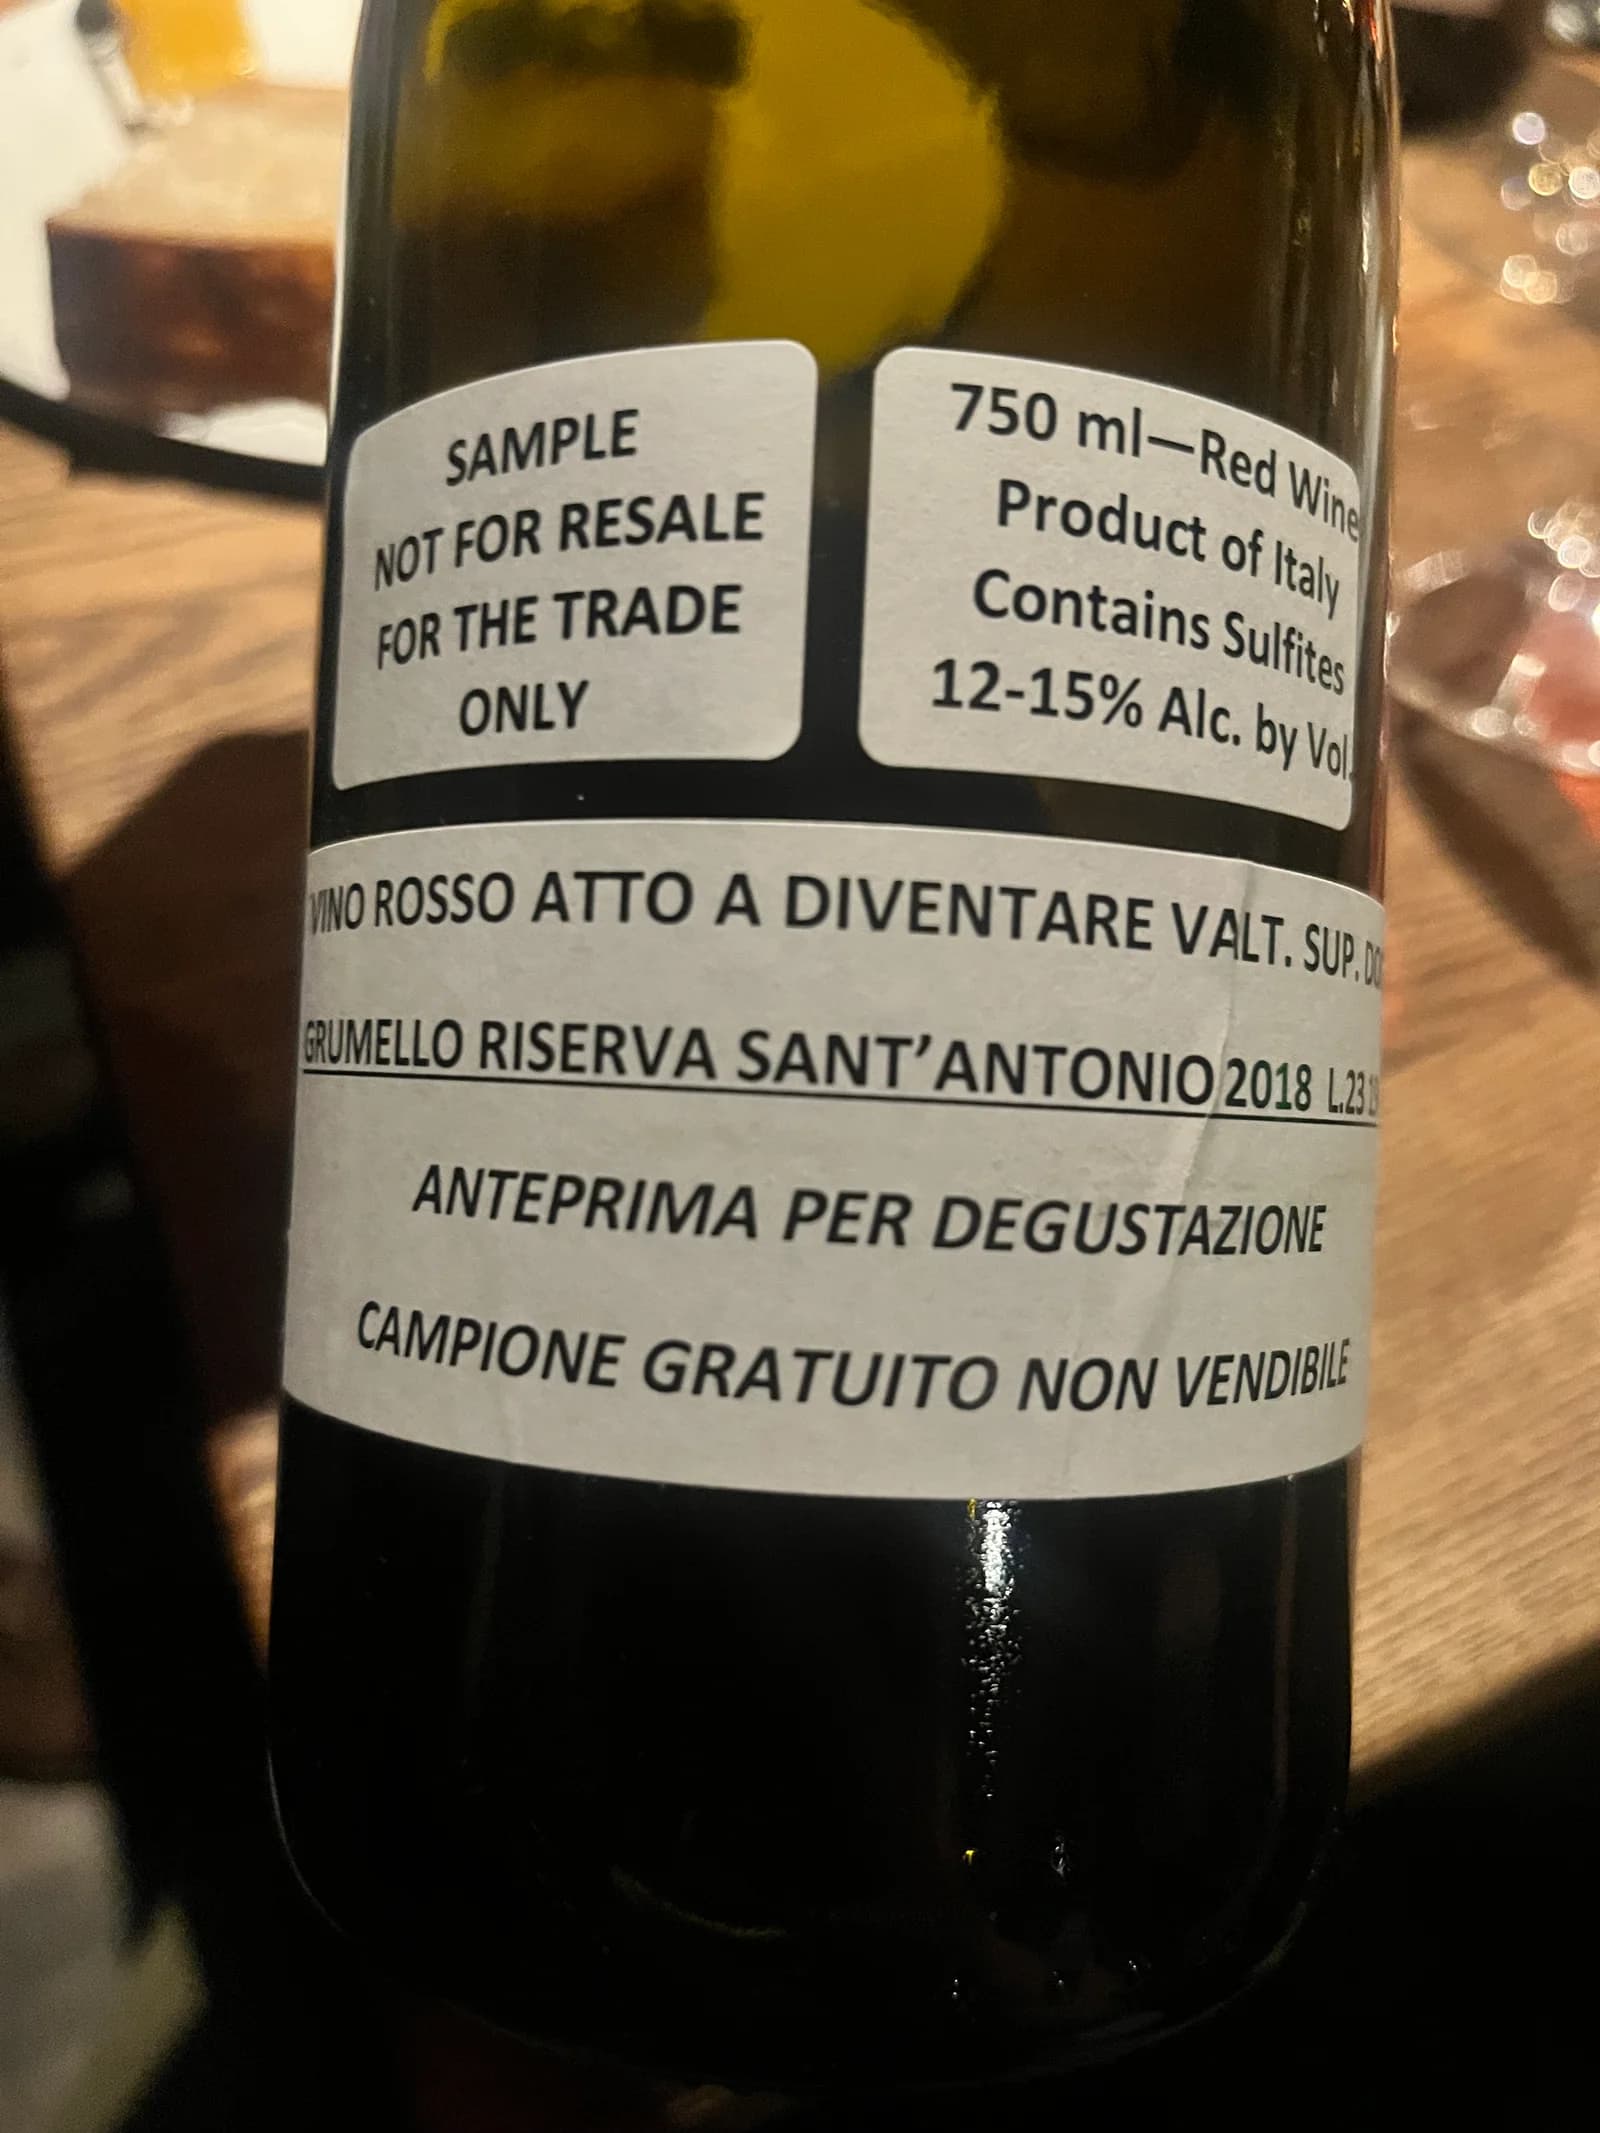 SAMPLE
NOT FOR RESALE
FOR THE TRADE
ONLY
750 ml—Red Wine
Product of Italy
Contains Sulfites
12-15% Alc. by Vol.
VINO ROSSO ATTO A DIVENTARE VALT. SUP.
GRUMELLO RISERVA SANT'ANTONIO 2018
ANTEPRIMA PER DEGUSTAZIONE
CAMPIONE GRATUITO NON VENDIBILE